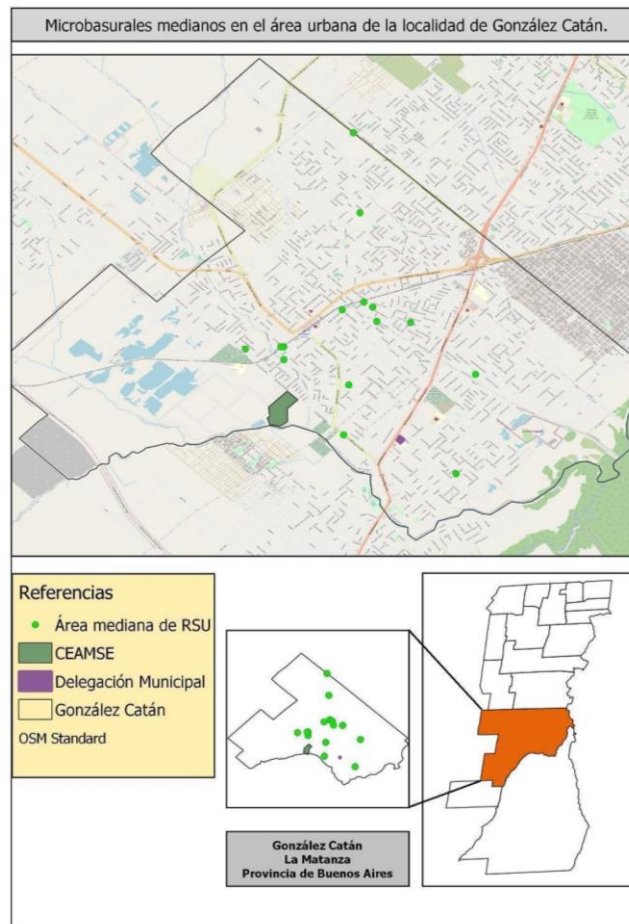 Microbasurales medianos en el área urbana de la localidad de González Catán.
Referencias
Área mediana de RSU
CEAMSE
Delegación Municipal
González Catán
OSM Standard
González Catán
La Matanza
Provincia de Buenos Aires